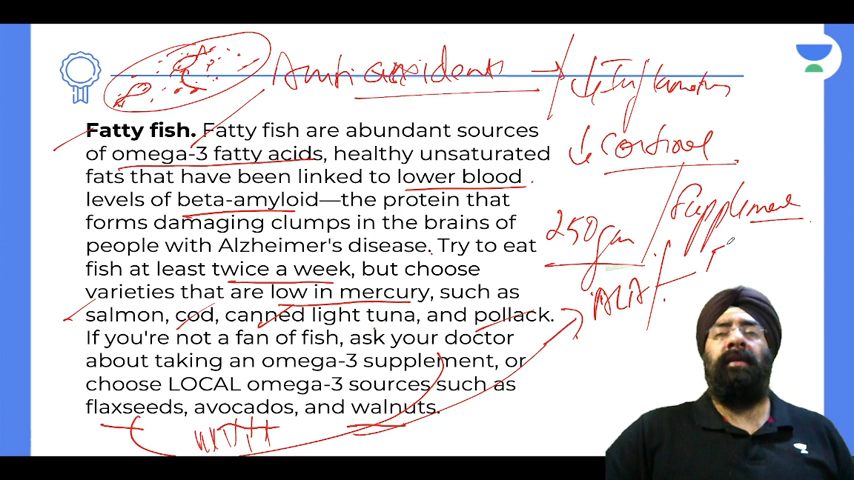 Antioxidents → ↓ Inflamation
↓ Cortisol
Fatty fish. Fatty fish are abundant sources
of omega-3 fatty acids, healthy unsaturated
fats that have been linked to lower blood
levels of beta-amyloid—the protein that
forms damaging clumps in the brains of
people with Alzheimer's disease. Try to eat
fish at least twice a week, but choose
varieties that are low in mercury, such as
salmon, cod, canned light tuna, and pollack.
If you're not a fan of fish, ask your doctor
about taking an omega-3 supplement, or
choose LOCAL omega-3 sources such as
flaxseeds, avocados, and walnuts.
Supplement
250gm
ALA